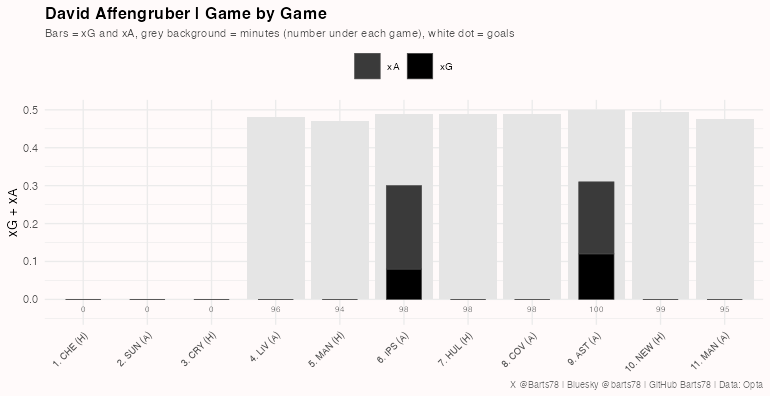 David Affengruber | Game by Game
Bars = xG and xA, grey background = minutes (number under each game), white dot = goals
xA xG
xG + xA
0.5
0.4
0.3
0.2
0.1
0.0
0 0 0 96 94 98 98 98 100 99 95
1. CHE (H)
2. SUN (A)
3. CRY (H)
4. LIV (A)
5. MAN (H)
6. IPS (A)
7. HUL (H)
8. COV (A)
9. AST (A)
10. NEW (H)
11. MAN (A)
X @Barts78 | Bluesky @barts78 | GitHub Barts78 | Data: Opta